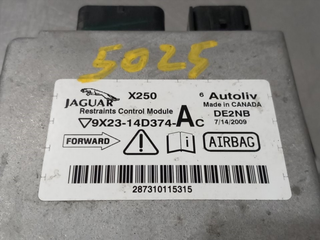 5025
JAGUAR
X250
6 Autoliv
Restraints Control Module
Made in CANADA
9X23-14D374-AC
DE2NB
7/14/2009
FORWARD
AIRBAG
287310115315